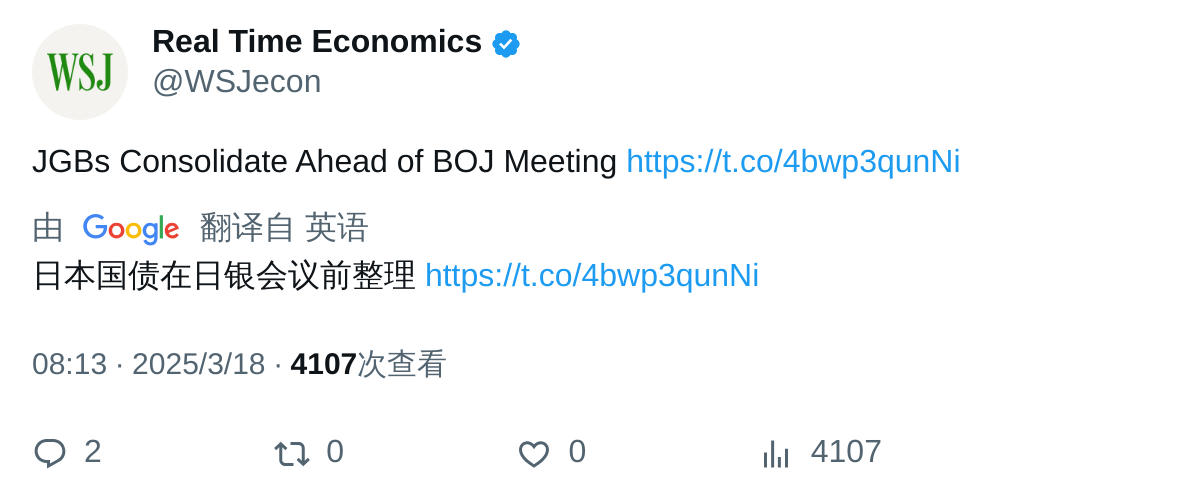 WSJ
Real Time Economics
@WSJecon
JGBs Consolidate Ahead of BOJ Meeting https://t.co/4bwp3qunNi
由 Google 翻译自 英语
日本国债在日银会议前整理 https://t.co/4bwp3qunNi
08:13 · 2025/3/18 · 4107次查看
2 0 0 4107